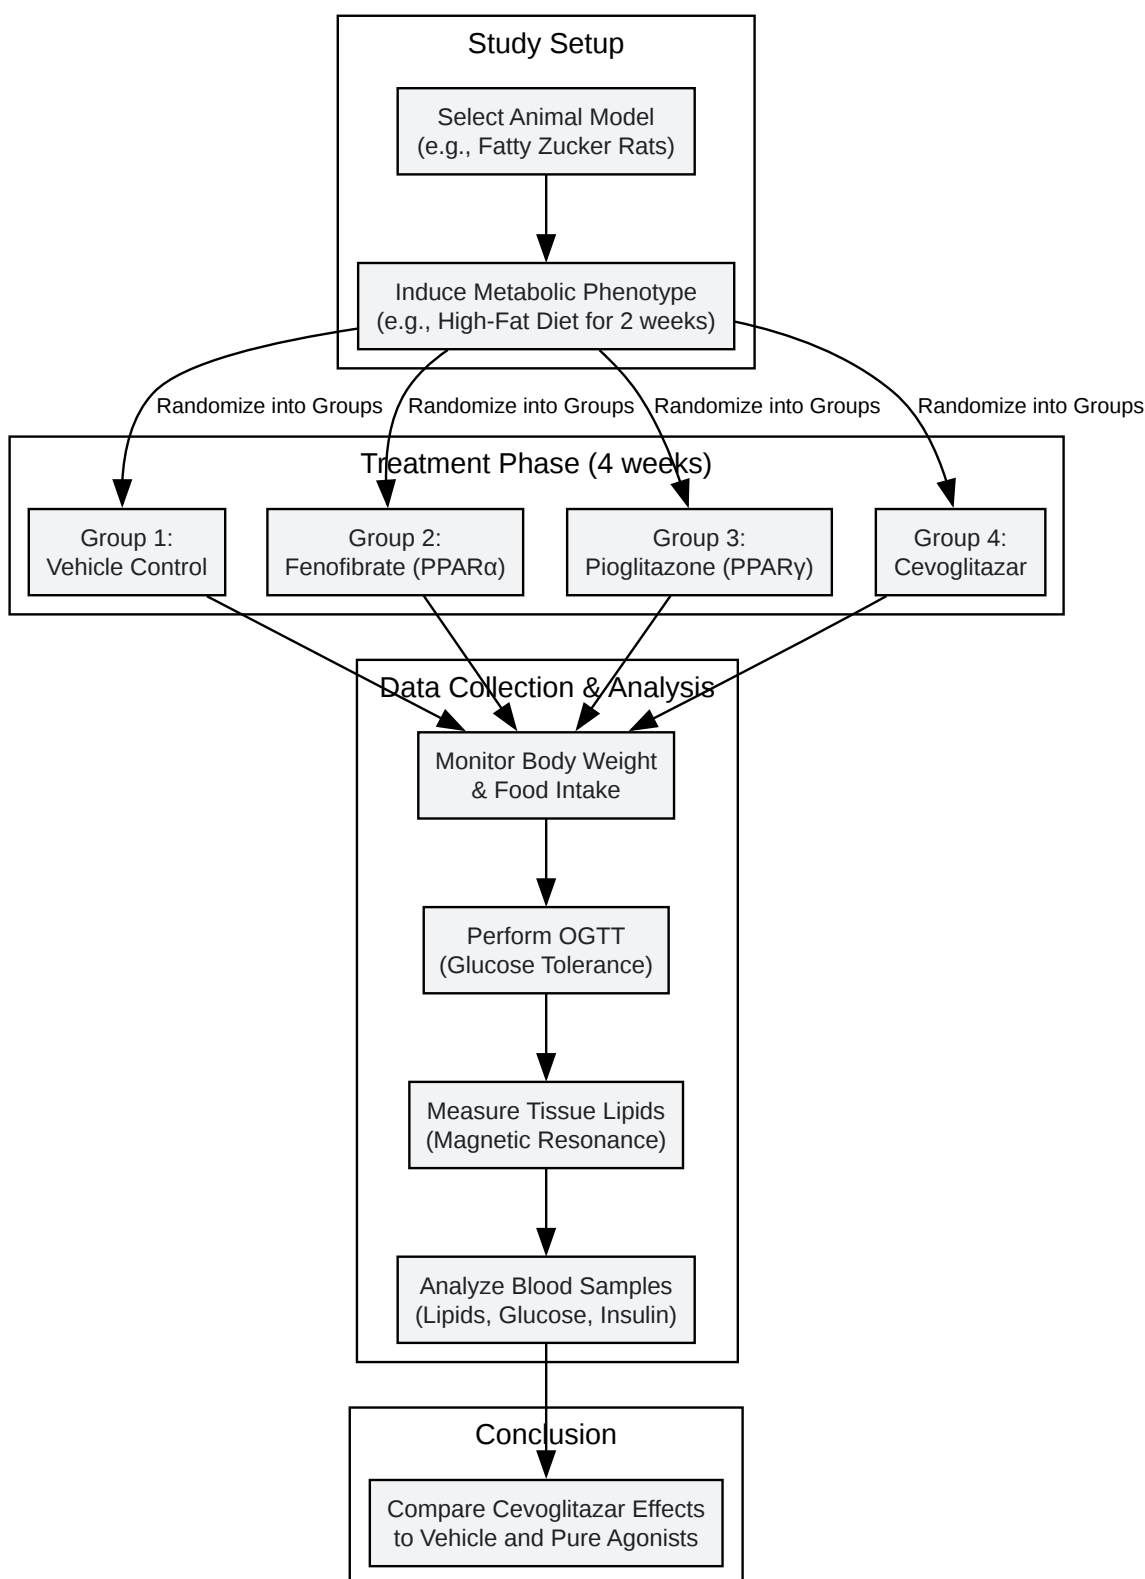 Study Setup
Select Animal Model
(e.g., Fatty Zucker Rats)
Induce Metabolic Phenotype
(e.g., High-Fat Diet for 2 weeks)
Randomize into Groups
Randomize into Groups
Randomize into Groups
Randomize into Groups
Treatment Phase (4 weeks)
Group 1:
Vehicle Control
Group 2:
Fenofibrate (PPARα)
Group 3:
Pioglitazone (PPARγ)
Group 4:
Cevoglitazar
Data Collection & Analysis
Monitor Body Weight
& Food Intake
Perform OGTT
(Glucose Tolerance)
Measure Tissue Lipids
(Magnetic Resonance)
Analyze Blood Samples
(Lipids, Glucose, Insulin)
Conclusion
Compare Cevoglitazar Effects
to Vehicle and Pure Agonists